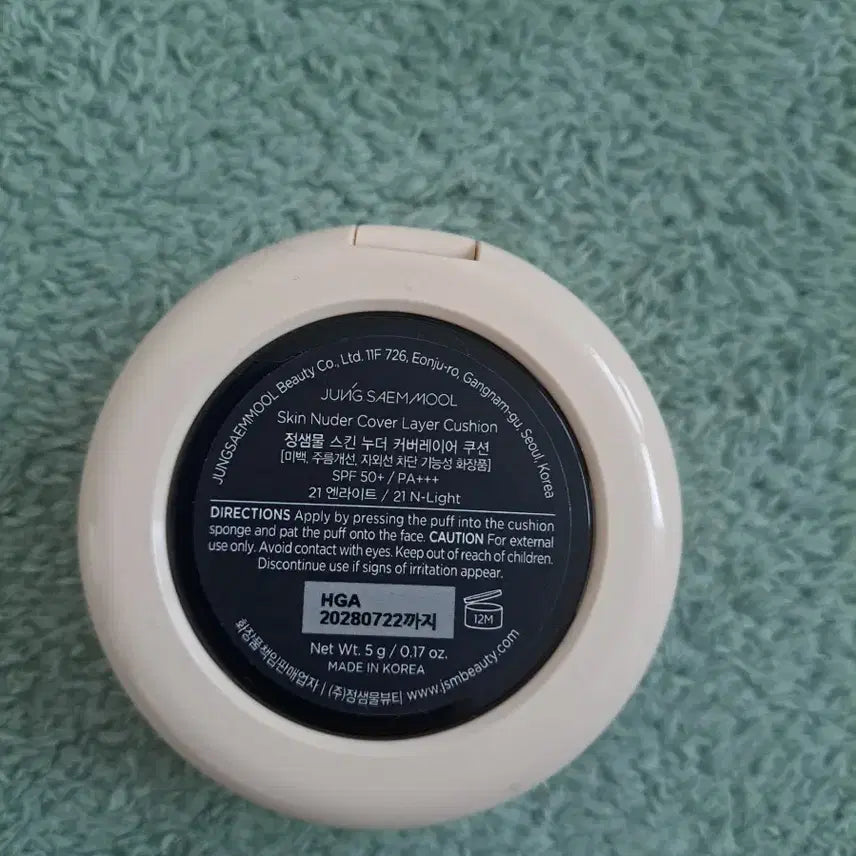 JUNGSAEMMOOL Beauty Co., Ltd. 11F 726, Eonju-ro, Gangnam-gu, Seoul, Korea
JUNG SAEM MOOL
Skin Nuder Cover Layer Cushion
정샘물 스킨 누더 커버레이어 쿠션
[미백, 주름개선, 자외선 차단 기능성 화장품]
SPF 50+ / PA+++
21 엔라이트 / 21 N-Light
DIRECTIONS Apply by pressing the puff into the cushion
sponge and pat the puff onto the face. CAUTION For external
use only. Avoid contact with eyes. Keep out of reach of children.
Discontinue use if signs of irritation appear.
HGA
20280722까지
12M
Net Wt. 5 g / 0.17 oz.
MADE IN KOREA
화장품책임판매업자 | (주)정샘물뷰티 www.jsmbeauty.com